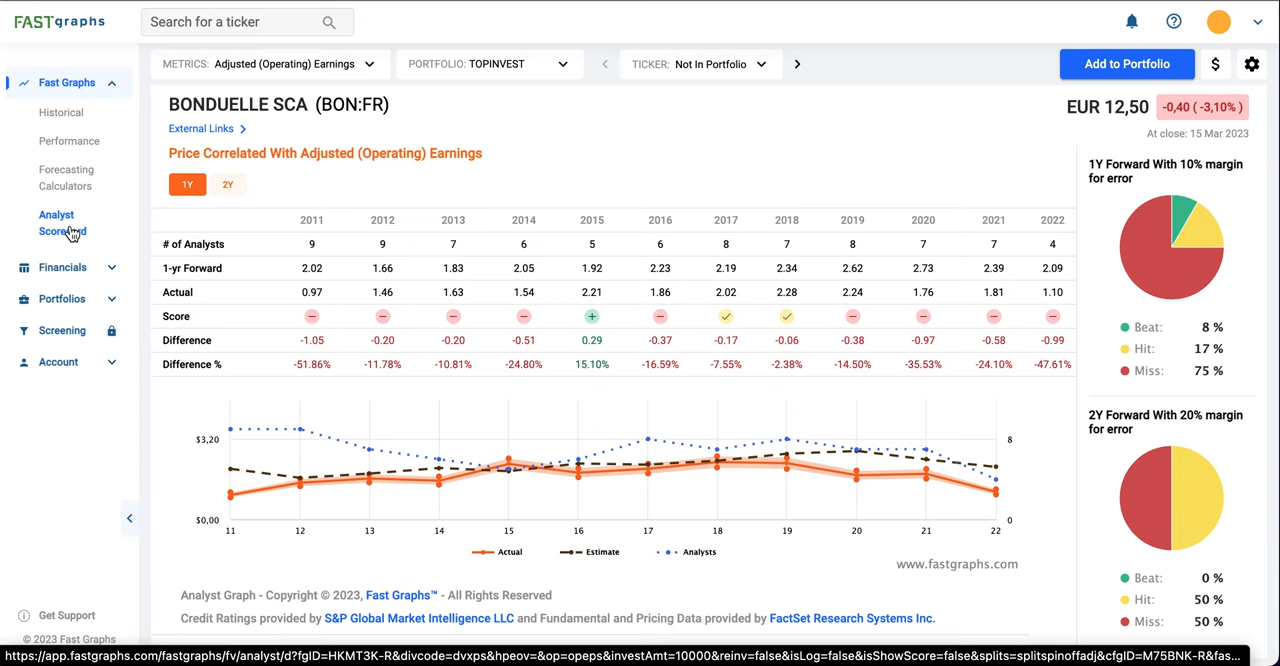 FASTgraphs
Search for a ticker
METRICS: Adjusted (Operating) Earnings
PORTFOLIO: TOPINVEST
TICKER: Not In Portfolio
Add to Portfolio
$
Fast Graphs
Historical
Performance
Forecasting
Calculators
Analyst
Financials
Portfolios
Screening
Account
Get Support
© 2023 Fast Graphs
BONDUELLE SCA (BON:FR)
External Links
Price Correlated With Adjusted (Operating) Earnings
1Y 2Y
EUR 12,50 -0,40 ( -3,10% )
At close: 15 Mar 2023
2011 2012 2013 2014 2015 2016 2017 2018 2019 2020 2021 2022
# of Analysts 9 9 7 6 5 6 8 7 8 7 7 4
1-yr Forward 2.02 1.66 1.83 2.05 1.92 2.23 2.19 2.34 2.62 2.73 2.39 2.09
Actual 0.97 1.46 1.63 1.54 2.21 1.86 2.02 2.28 2.24 1.76 1.81 1.10
Score
Difference -1.05 -0.20 -0.20 -0.51 0.29 -0.37 -0.17 -0.06 -0.38 -0.97 -0.58 -0.99
Difference % -51.86% -11.78% -10.81% -24.80% 15.10% -16.59% -7.55% -2.38% -14.50% -35.53% -24.10% -47.61%
$3,20 8
$0,00 0
11 12 13 14 15 16 17 18 19 20 21 22
Actual Estimate Analysts
www.fastgraphs.com
Analyst Graph - Copyright © 2023, Fast Graphs™ - All Rights Reserved
Credit Ratings provided by S&P Global Market Intelligence LLC and Fundamental and Pricing Data provided by FactSet Research Systems Inc.
1Y Forward With 10% margin
for error
Beat: 8 %
Hit: 17 %
Miss: 75 %
2Y Forward With 20% margin
for error
Beat: 0 %
Hit: 50 %
Miss: 50 %
https://app.fastgraphs.com/fastgraphs/fv/analyst/d?fgID=HKMT3K-R&divcode=dvxps&hpeov=&op=opeps&investAmt=10000&reinv=false&isLog=false&isShowScore=false&splits=splitspinoffadj&cfgID=M75BNK-R&fas...